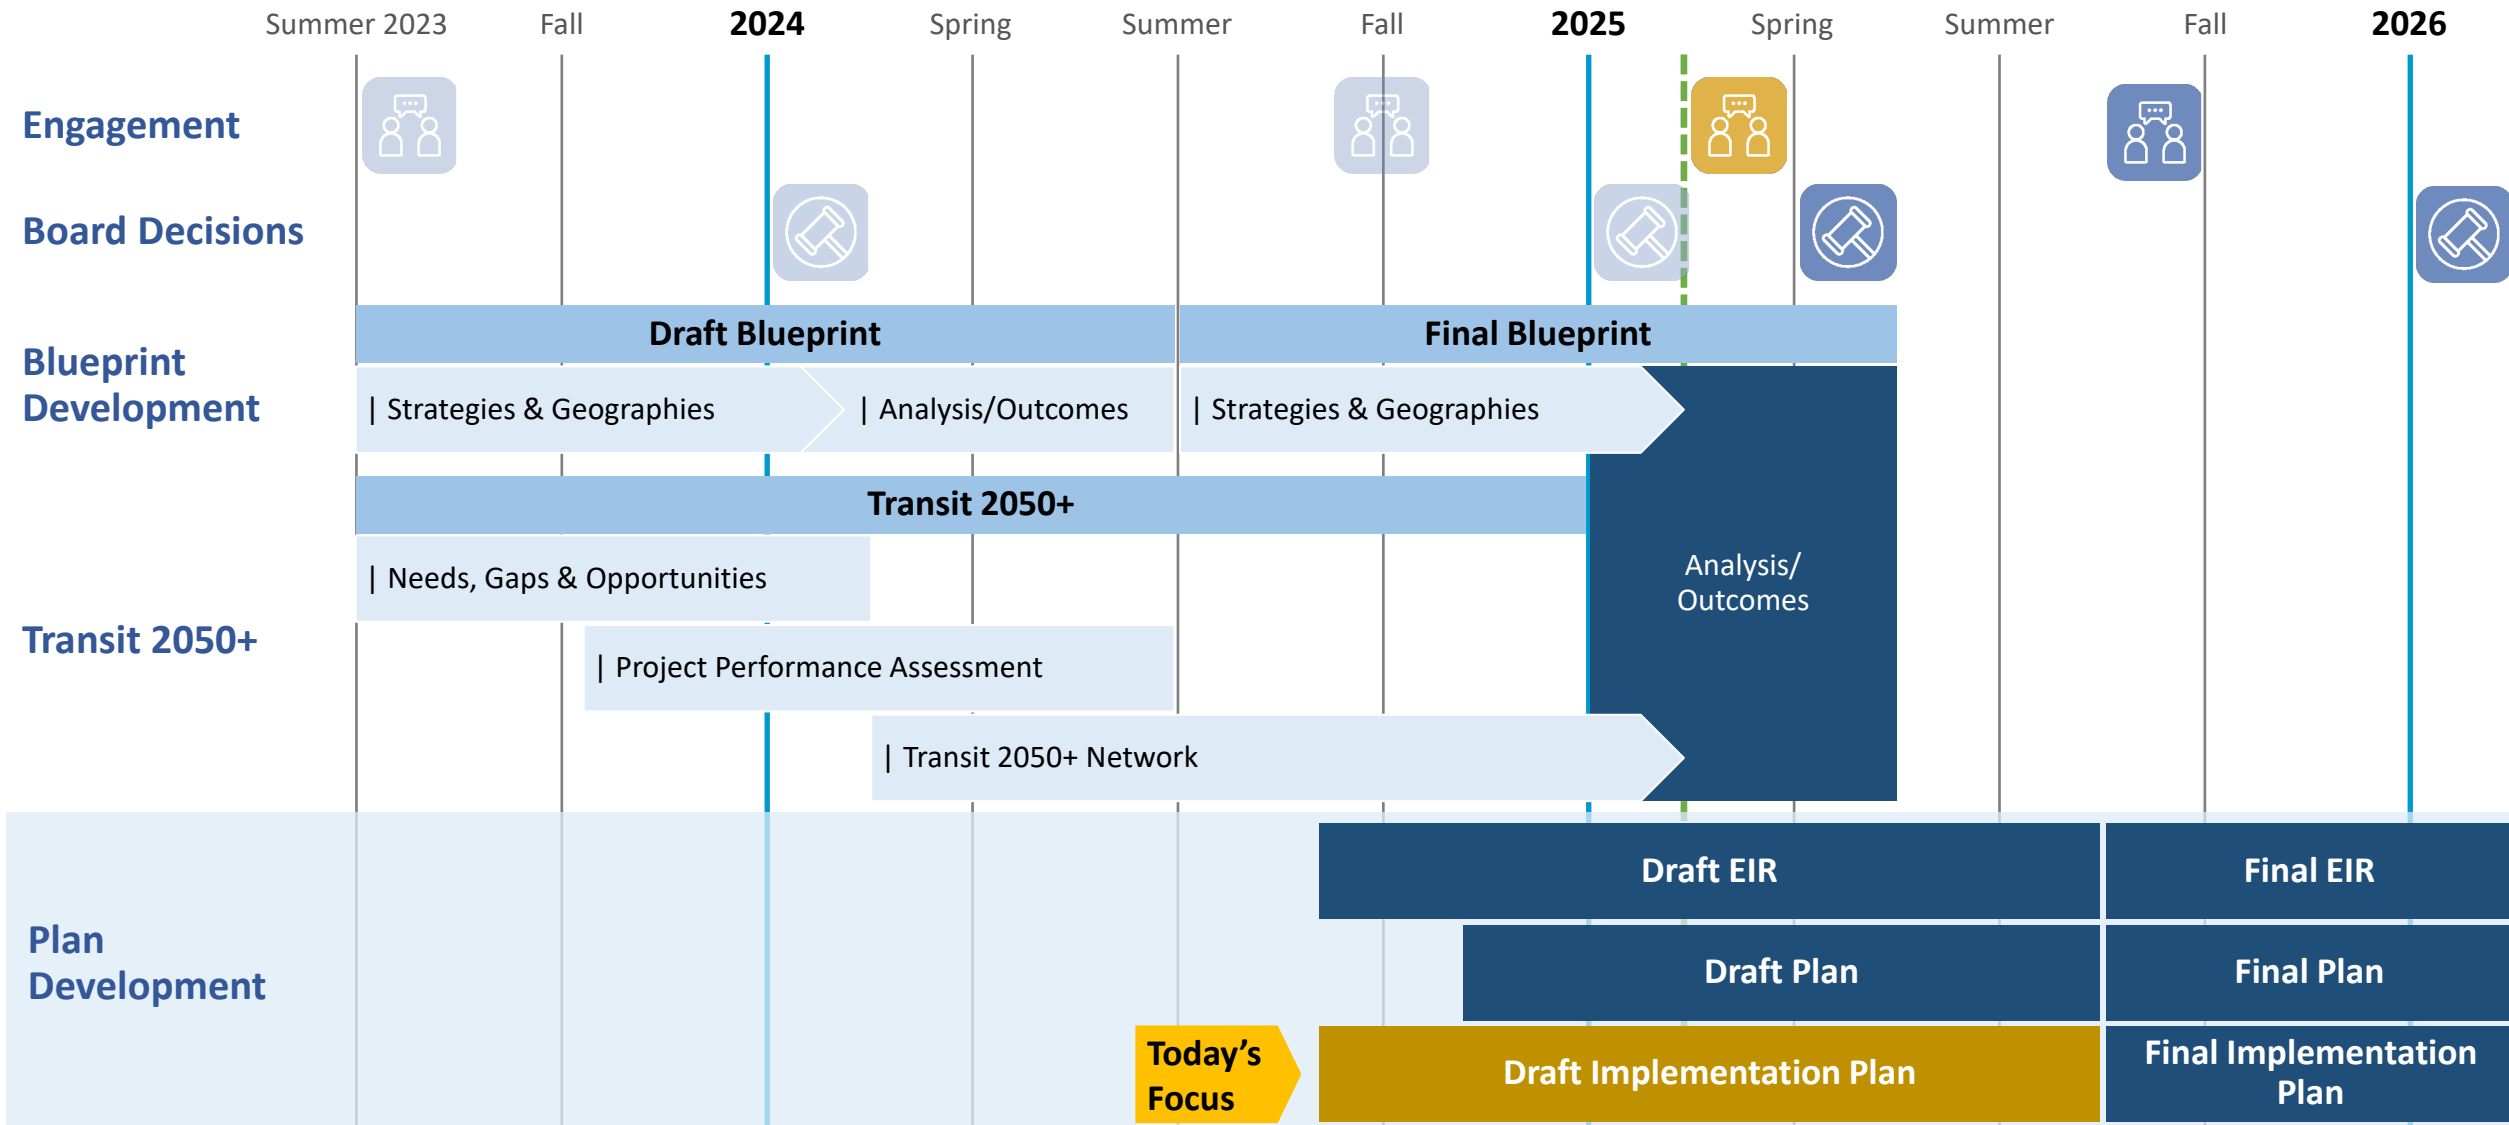 Summer 2023 Fall 2024 Spring Summer Fall 2025 Spring Summer Fall 2026
Engagement
Board Decisions
Blueprint
Development
Draft Blueprint
Final Blueprint
| Strategies & Geographies
| Analysis/Outcomes
| Strategies & Geographies
Transit 2050+
Transit 2050+
| Needs, Gaps & Opportunities
| Project Performance Assessment
| Transit 2050+ Network
Analysis/
Outcomes
Plan
Development
Draft EIR
Final EIR
Draft Plan
Final Plan
Today's
Focus
Draft Implementation Plan
Final Implementation
Plan